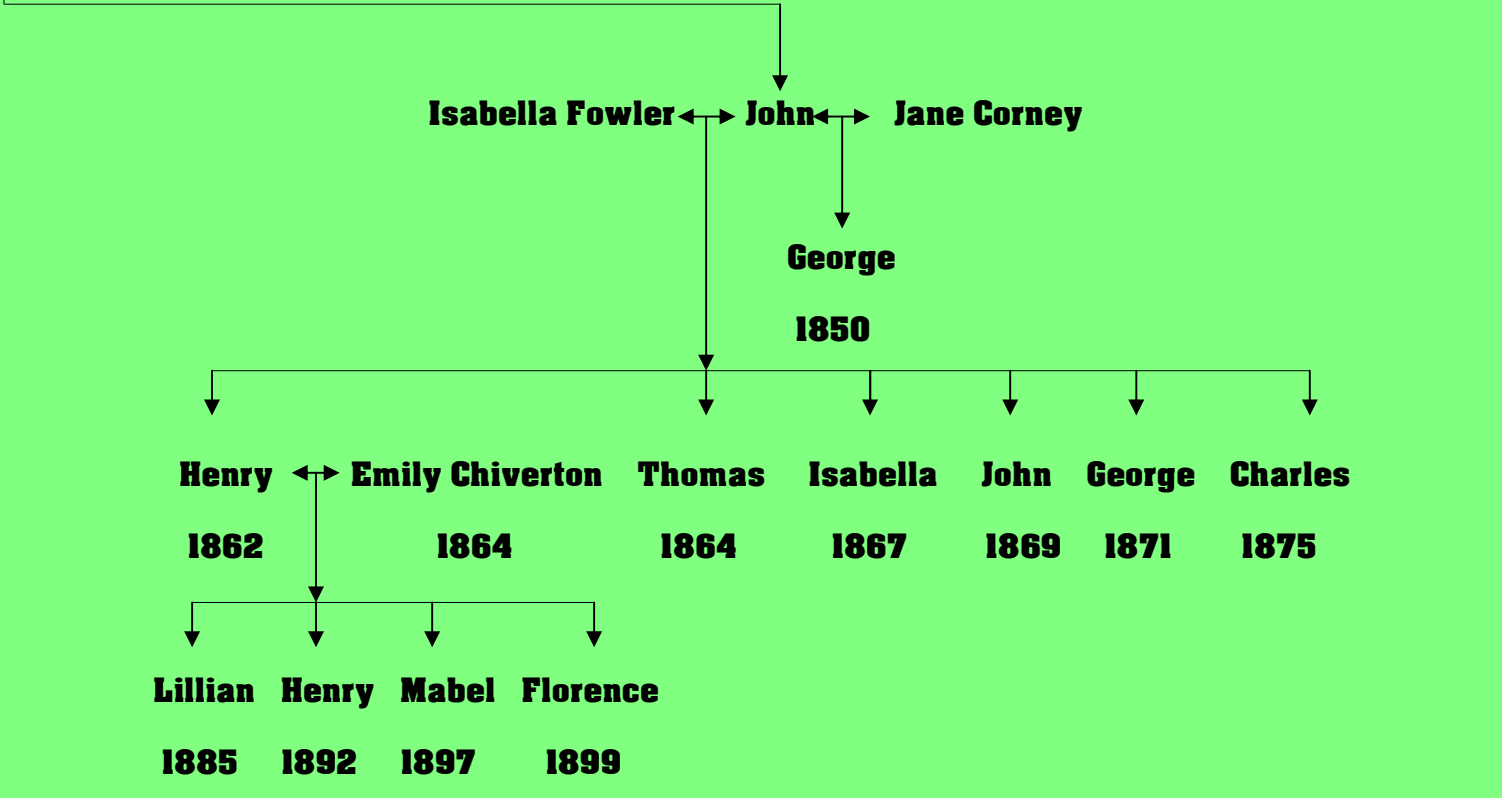 Isabella Fowler John Jane Corney
George
1850
Henry Emily Chiverton Thomas Isabella John George Charles
1862 1864 1864 1867 1869 1871 1875
Lillian Henry Mabel Florence
1885 1892 1897 1899